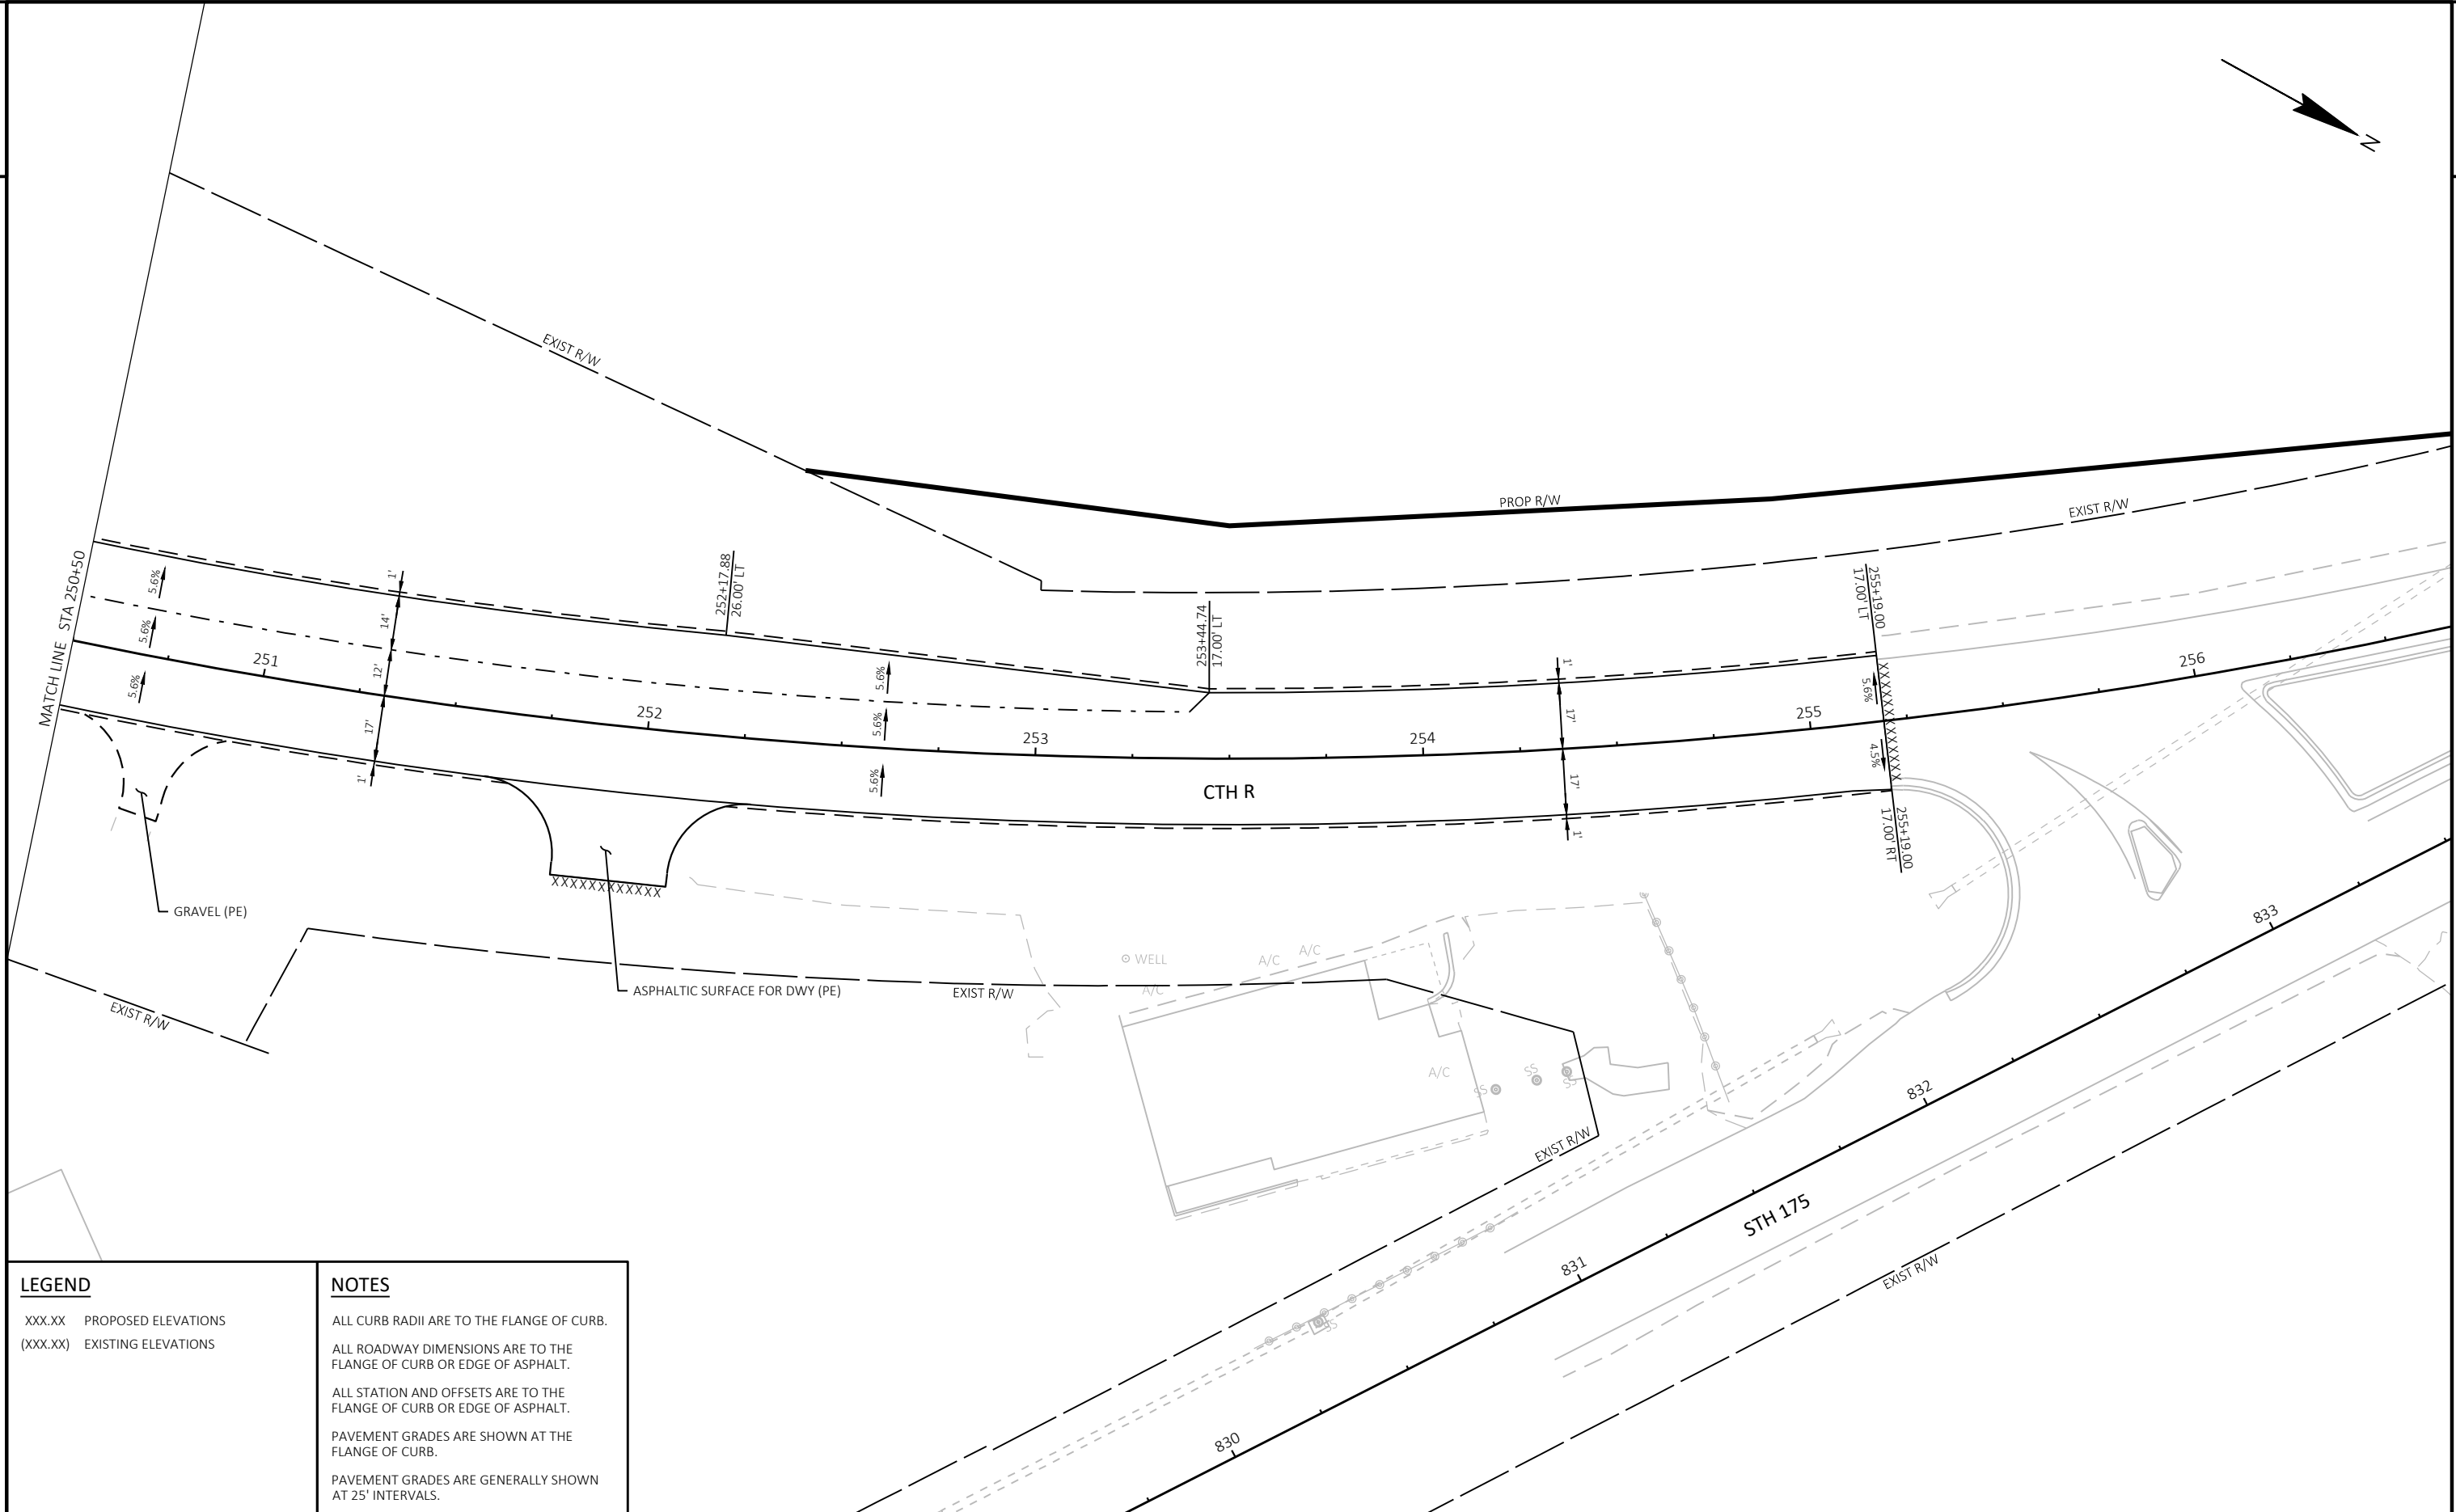 N
EXIST R/W
PROP R/W
EXIST R/W
MATCH LINE STA 250+50
5.6%
5.6%
5.6%
1'
14'
12'
17'
1'
252+17.88
26.00' LT
5.6%
5.6%
5.6%
253+44.74
17.00' LT
1'
17'
17'
1'
255+19.00
17.00' LT
5.6%
4.5%
XXXXXXXXXXXX
255+19.00
17.00' RT
251
252
253
254
255
256
CTH R
XXXXXXXXXXXX
GRAVEL (PE)
ASPHALTIC SURFACE FOR DWY (PE)
EXIST R/W
EXIST R/W
WELL
A/C
A/C
A/C
A/C
SS
SS
SS
SS
EXIST R/W
EXIST R/W
STH 175
830
831
832
833
LEGEND
XXX.XX PROPOSED ELEVATIONS
(XXX.XX) EXISTING ELEVATIONS
NOTES
ALL CURB RADII ARE TO THE FLANGE OF CURB.
ALL ROADWAY DIMENSIONS ARE TO THE
FLANGE OF CURB OR EDGE OF ASPHALT.
ALL STATION AND OFFSETS ARE TO THE
FLANGE OF CURB OR EDGE OF ASPHALT.
PAVEMENT GRADES ARE SHOWN AT THE
FLANGE OF CURB.
PAVEMENT GRADES ARE GENERALLY SHOWN
AT 25' INTERVALS.